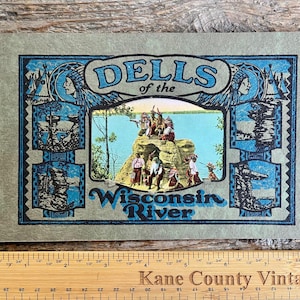 DELLS
of the
Wisconsin
River
Kane County Vinta